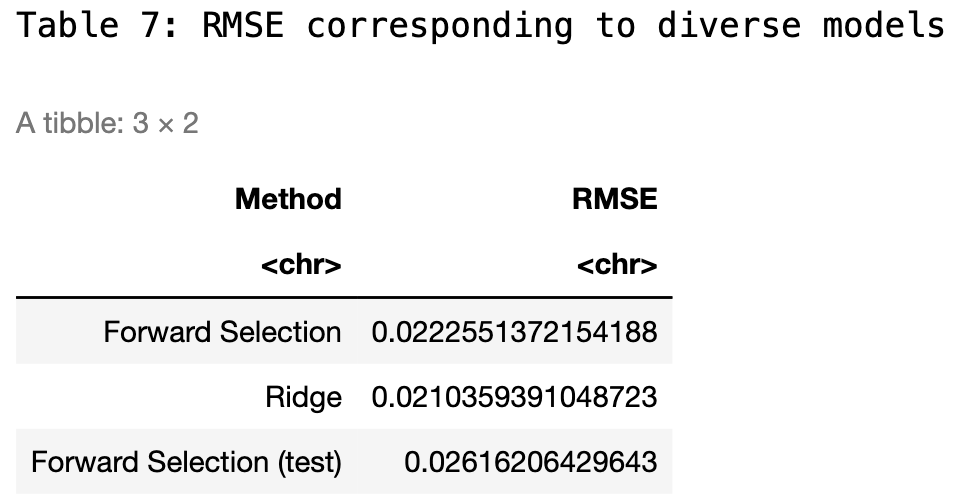 Table 7: RMSE corresponding to diverse models
A tibble: 3 × 2
Method RMSE
<chr> <chr>
Forward Selection 0.0222551372154188
Ridge 0.0210359391048723
Forward Selection (test) 0.02616206429643